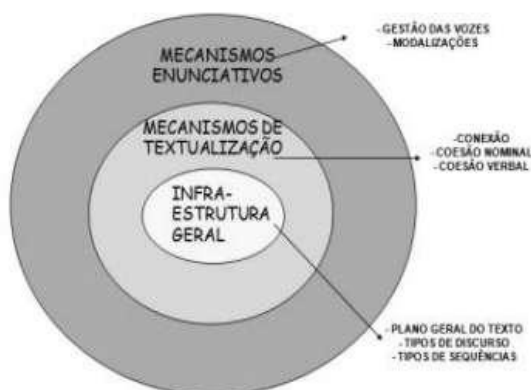 -GESTÃO DAS VOZES
-MODALIZAÇÕES
MECANISMOS
ENUNCIATIVOS
MECANISMOS DE
TEXTUALIZAÇÃO
-CONEXÃO
-COESÃO NOMINAL
-COESÃO VERBAL
INFRA-
ESTRUTURA
GERAL
-PLANO GERAL DO TEXTO
-TIPOS DE DISCURSO
-TIPOS DE SEQUÊNCIAS